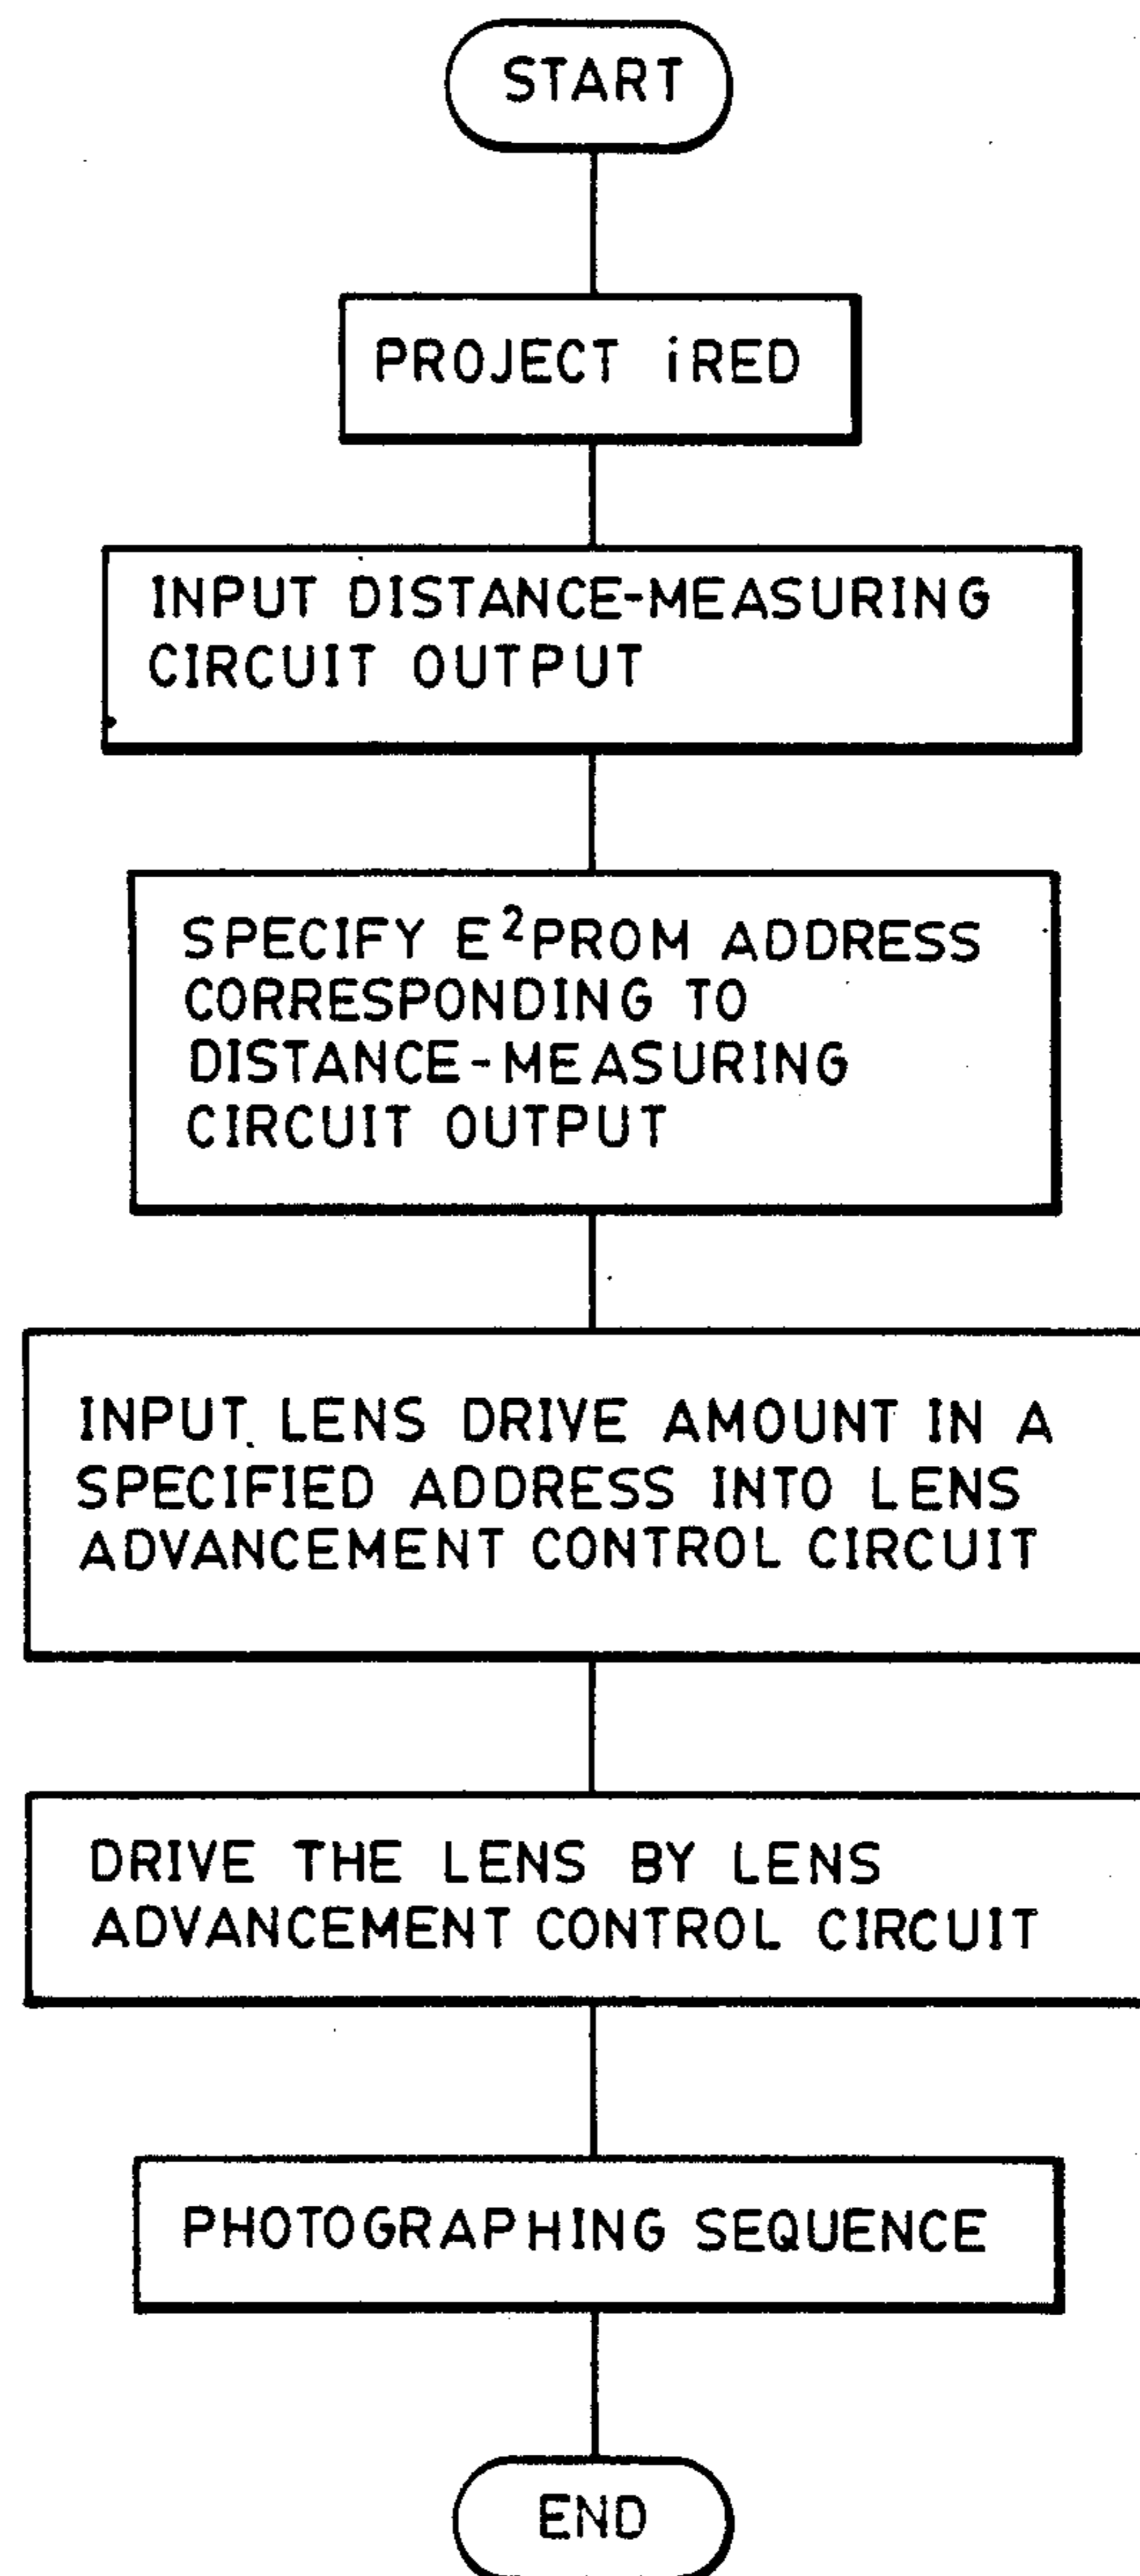 START
PROJECT iRED
INPUT DISTANCE-MEASURING
CIRCUIT OUTPUT
SPECIFY E²PROM ADDRESS
CORRESPONDING TO
DISTANCE-MEASURING
CIRCUIT OUTPUT
INPUT LENS DRIVE AMOUNT IN A
SPECIFIED ADDRESS INTO LENS
ADVANCEMENT CONTROL CIRCUIT
DRIVE THE LENS BY LENS
ADVANCEMENT CONTROL CIRCUIT
PHOTOGRAPHING SEQUENCE
END